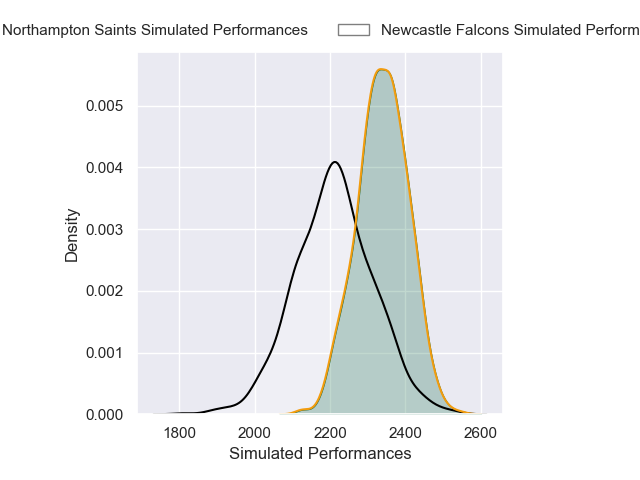 Northampton Saints Simulated Performances Newcastle Falcons Simulated Perform
0.005
0.004
0.003
0.002
0.001
0.000
Density
1800 2000 2200 2400 2600
Simulated Performances